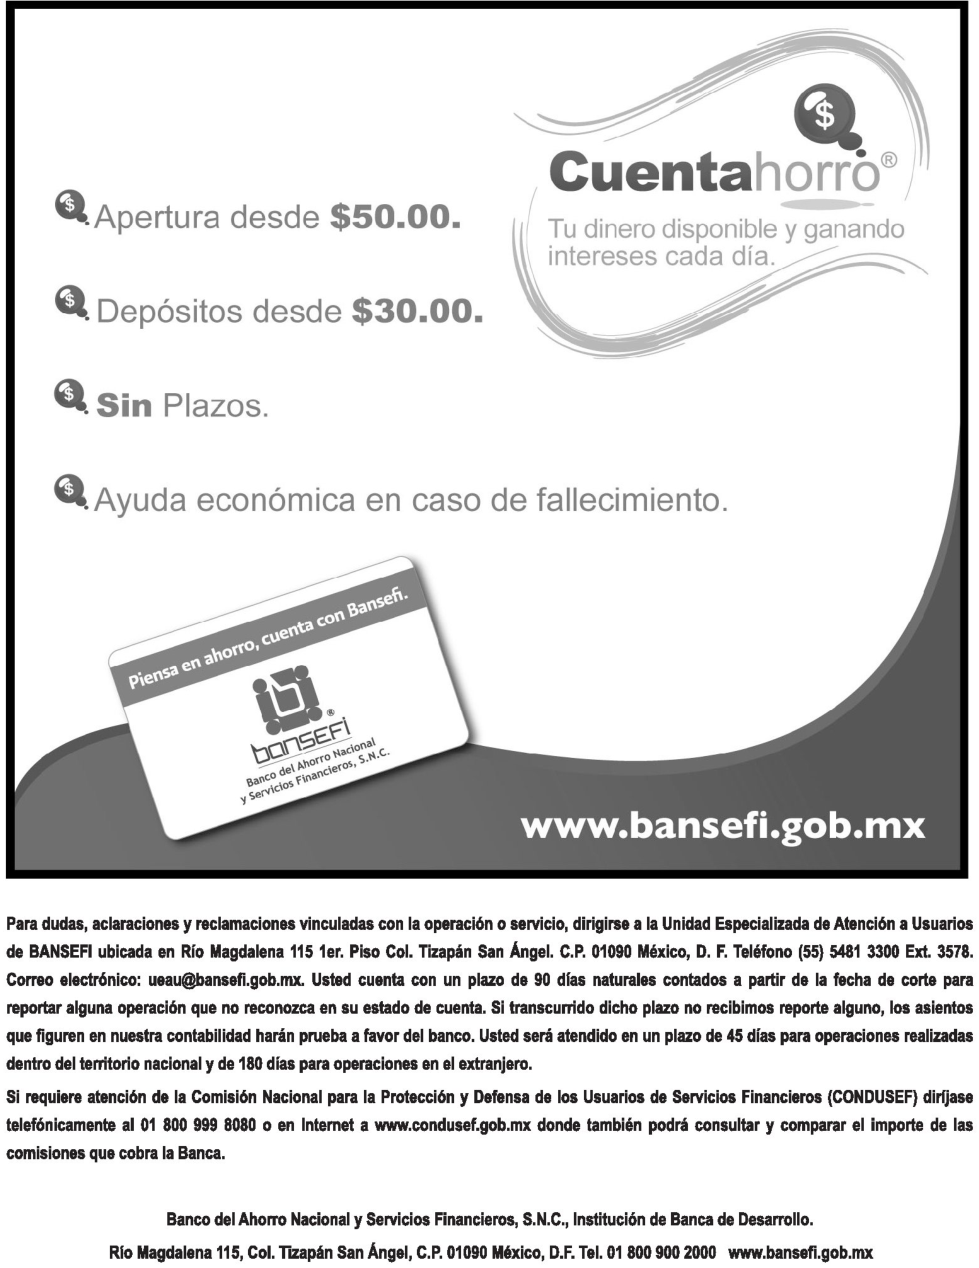 $
Cuentahorro®
Tu dinero disponible y ganando
intereses cada día.
$ Apertura desde $50.00.
$ Depósitos desde $30.00.
$ Sin Plazos.
$ Ayuda económica en caso de fallecimiento.
Piensa en ahorro, cuenta con Bansefi.
bansefi®
Banco del Ahorro Nacional
y Servicios Financieros, S.N.C.
www.bansefi.gob.mx
Para dudas, aclaraciones y reclamaciones vinculadas con la operación o servicio, dirigirse a la Unidad Especializada de Atención a Usuarios
de BANSEFI ubicada en Río Magdalena 115 1er. Piso Col. Tizapán San Ángel. C.P. 01090 México, D. F. Teléfono (55) 5481 3300 Ext. 3578.
Correo electrónico: ueau@bansefi.gob.mx. Usted cuenta con un plazo de 90 días naturales contados a partir de la fecha de corte para
reportar alguna operación que no reconozca en su estado de cuenta. Si transcurrido dicho plazo no recibimos reporte alguno, los asientos
que figuren en nuestra contabilidad harán prueba a favor del banco. Usted será atendido en un plazo de 45 días para operaciones realizadas
dentro del territorio nacional y de 180 días para operaciones en el extranjero.
Si requiere atención de la Comisión Nacional para la Protección y Defensa de los Usuarios de Servicios Financieros (CONDUSEF) diríjase
telefónicamente al 01 800 999 8080 o en Internet a www.condusef.gob.mx donde también podrá consultar y comparar el importe de las
comisiones que cobra la Banca.
Banco del Ahorro Nacional y Servicios Financieros, S.N.C., Institución de Banca de Desarrollo.
Río Magdalena 115, Col. Tizapán San Ángel, C.P. 01090 México, D.F. Tel. 01 800 900 2000 www.bansefi.gob.mx